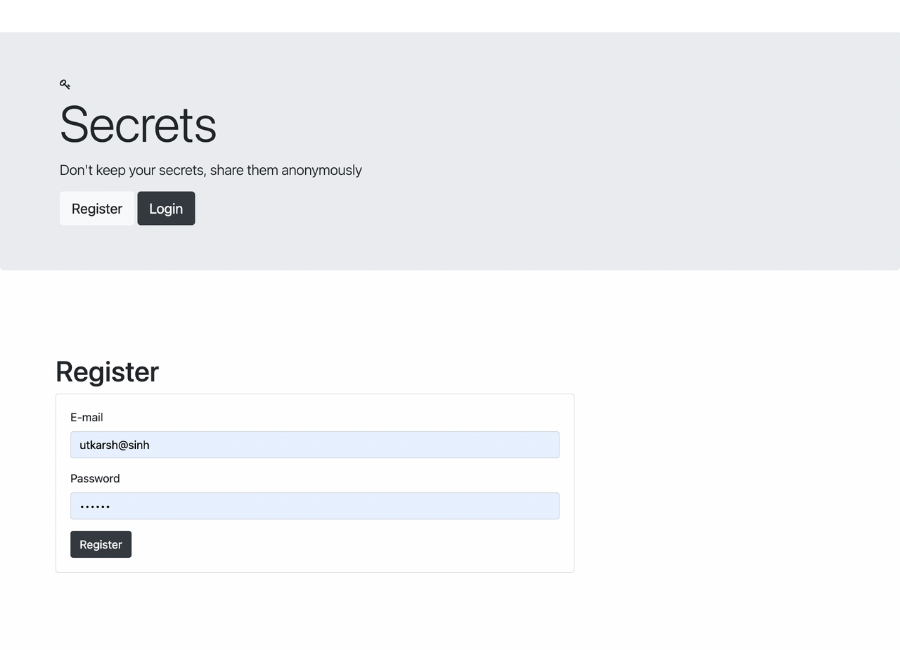 Secrets
Don't keep your secrets, share them anonymously
Register Login
Register
E-mail
utkarsh@sinh
Password
••••••
Register